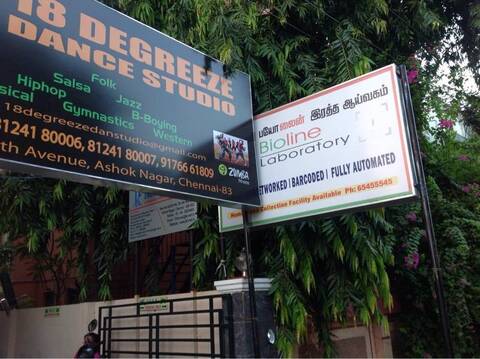 18 DEGREEZE
DANCE STUDIO
Folk
Salsa Jazz
Hiphop B-Boying
Gymnastics Western
18degreezedanstudio@gmail.com
81241 80006, 81241 80007, 91766 61809
Avenue, Ashok Nagar, Chennai-83
ZUMBA
பயோலைன் இரத்த ஆய்வகம்
Bioline
Laboratory
BARCODED | FULLY AUTOMATED
Collection Facility Available Ph: 65455545